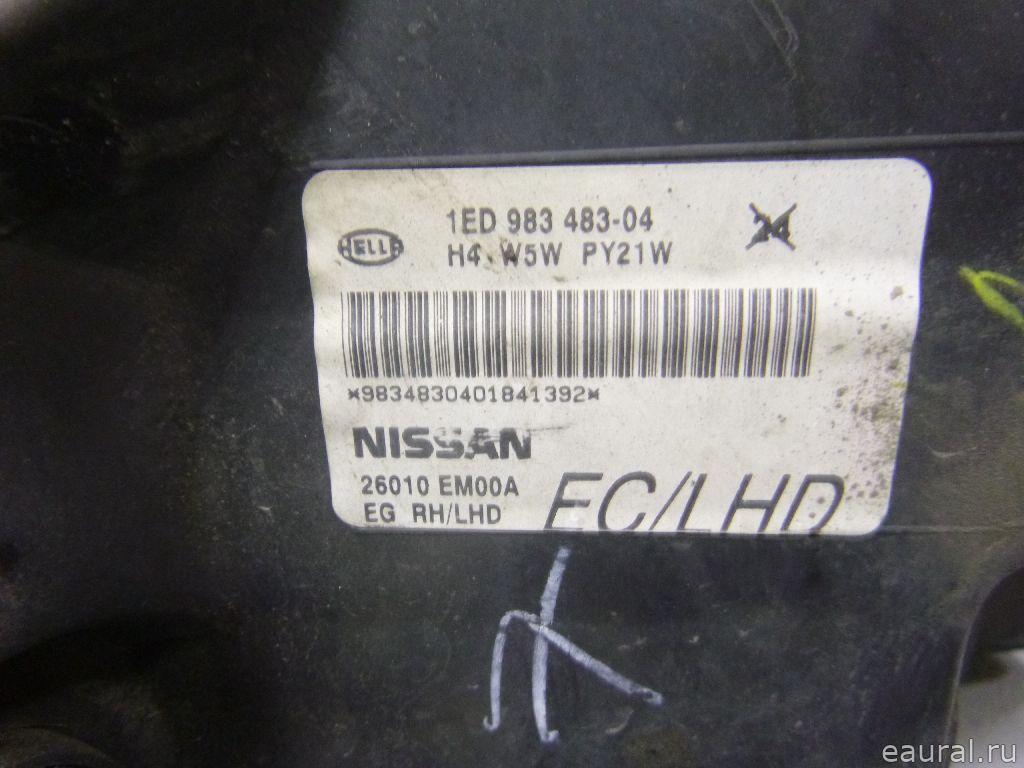 HELLA
1ED 983 483-04
24
H4 W5W PY21W
*9834830401841392*
NISSAN
26010 EM00A
EG RH/LHD
EC/LHD
eaural.ru